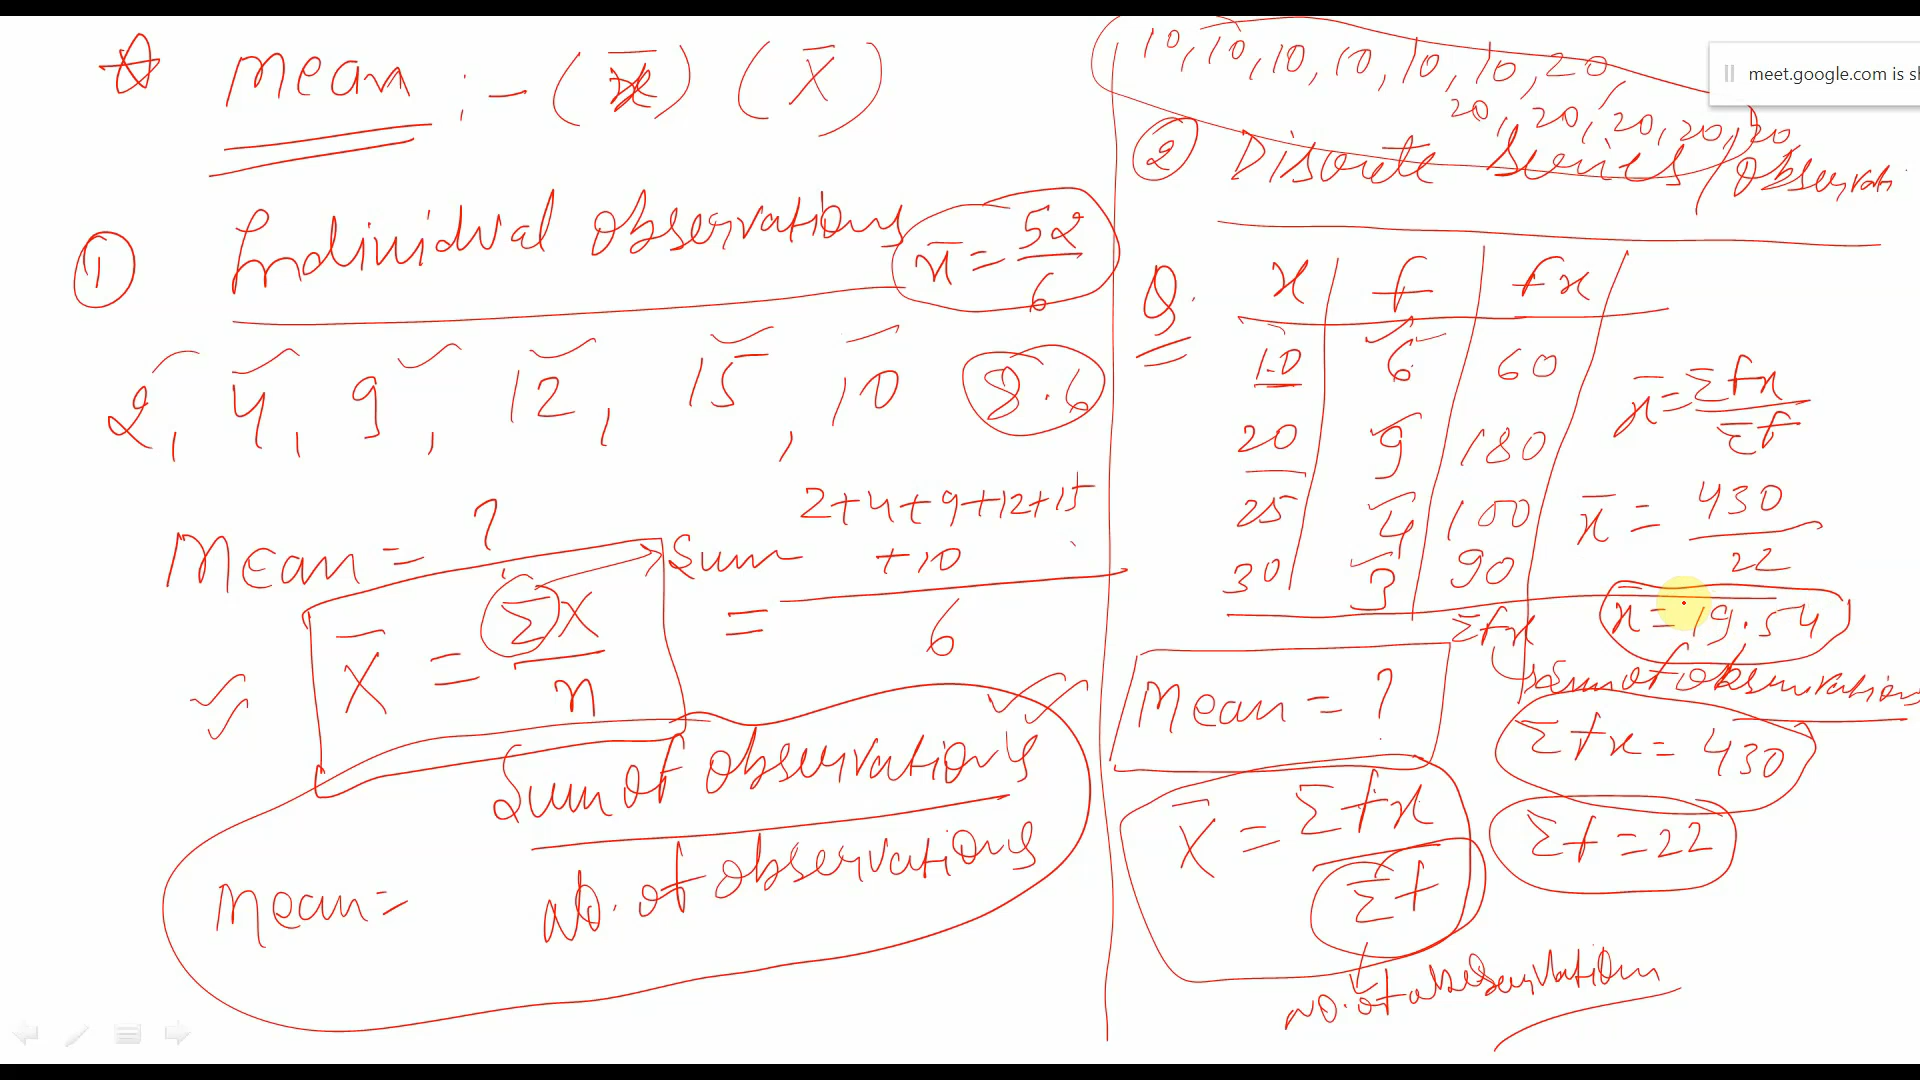 Mean :- (x̄) (X̄)
① Individual observations
x̄ = 52/6
2, 4, 9, 12, 15, 10
8.6
Mean = ?
X̄ = ΣX/n
Sum
= 2+4+9+12+15+10 / 6
Mean = Sum of observations / No. of observations
10, 10, 10, 10, 10, 10, 20,
20, 20, 20, 20, 20
meet.google.com is sh
② Discrete Series/Observati
Q.
x | f | fx
10 | 6 | 60
20 | 9 | 180
25 | 4 | 100
30 | 3 | 90
Σfx
Sum of observations
x̄ = Σfx/Σf
x̄ = 430/22
x̄ = 19.54
Mean = ?
Σfx = 430
Σf = 22
X̄ = Σfx/Σf
No. of observation